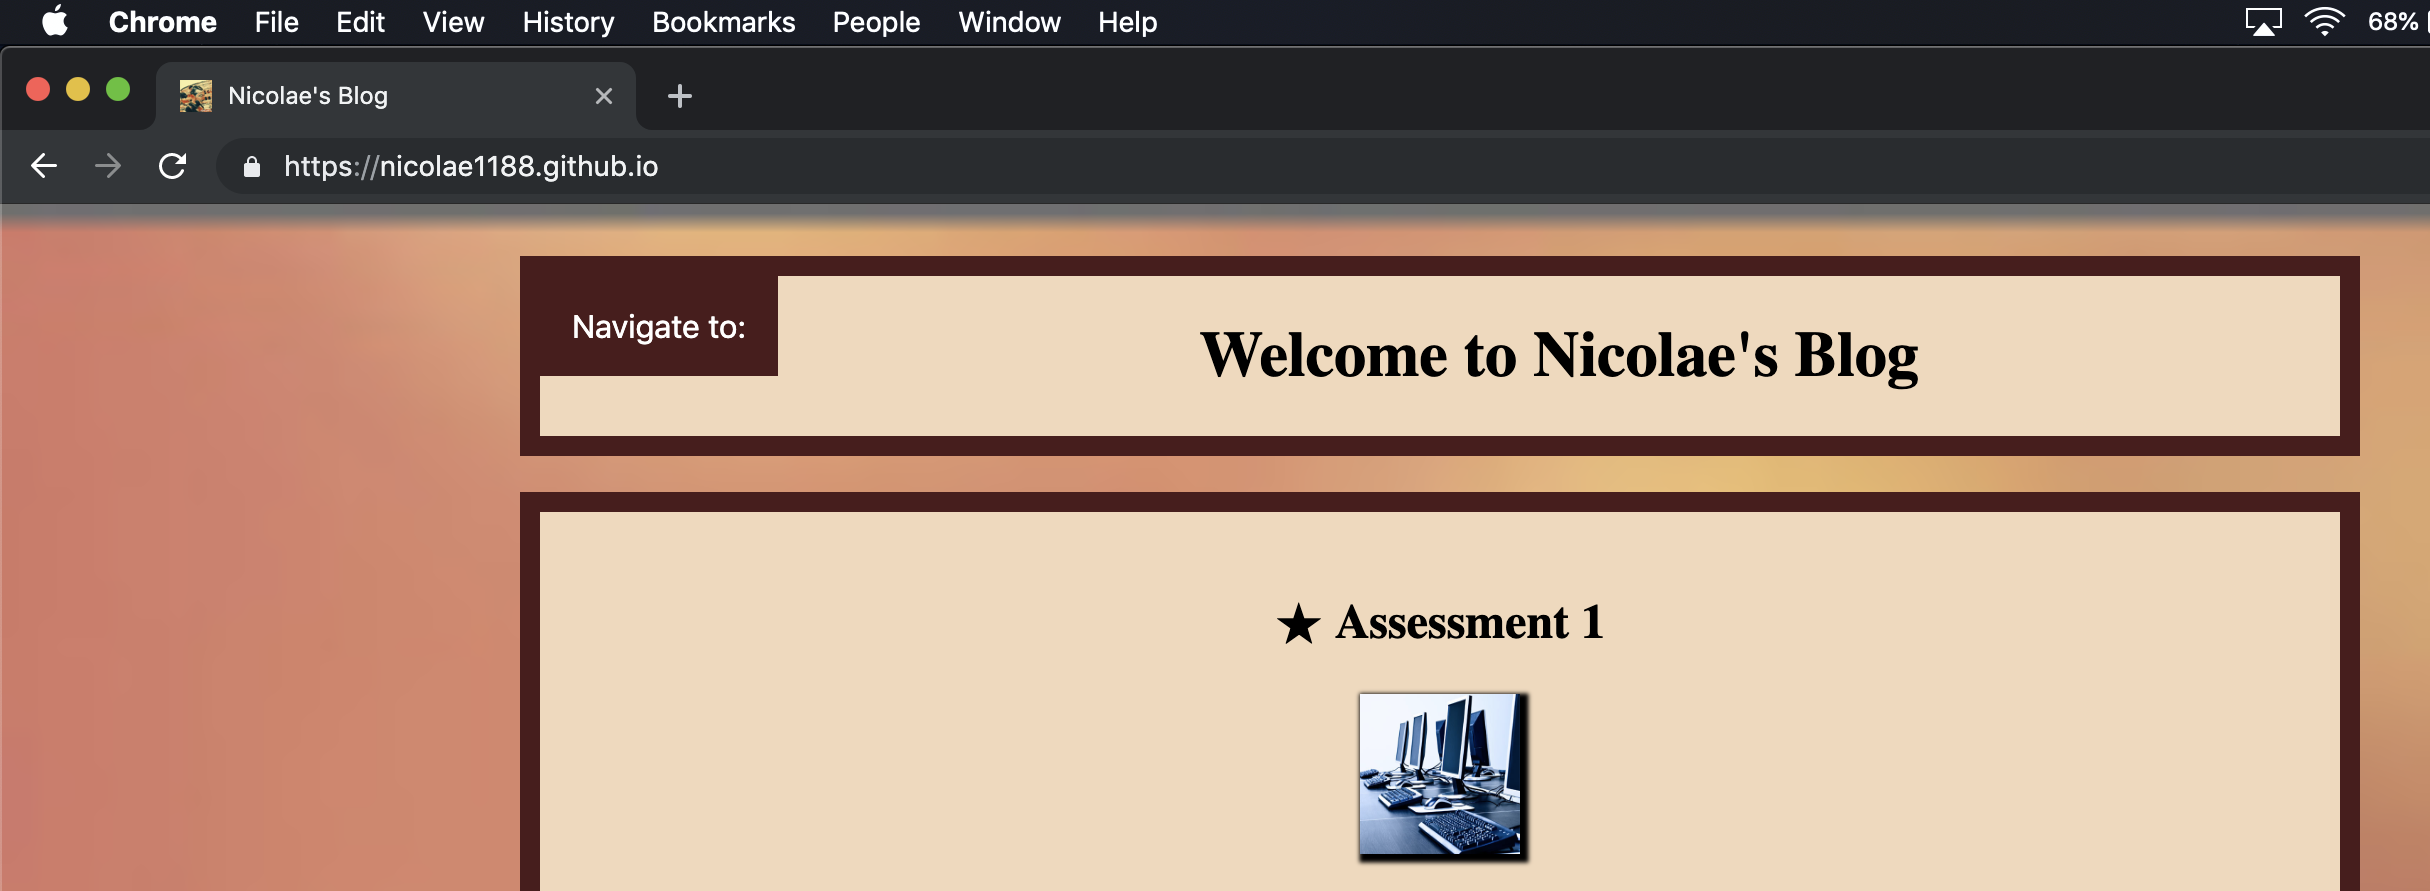 Chrome File Edit View History Bookmarks People Window Help 68%
Nicolae's Blog
https://nicolae1188.github.io
Navigate to:
Welcome to Nicolae's Blog
★ Assessment 1